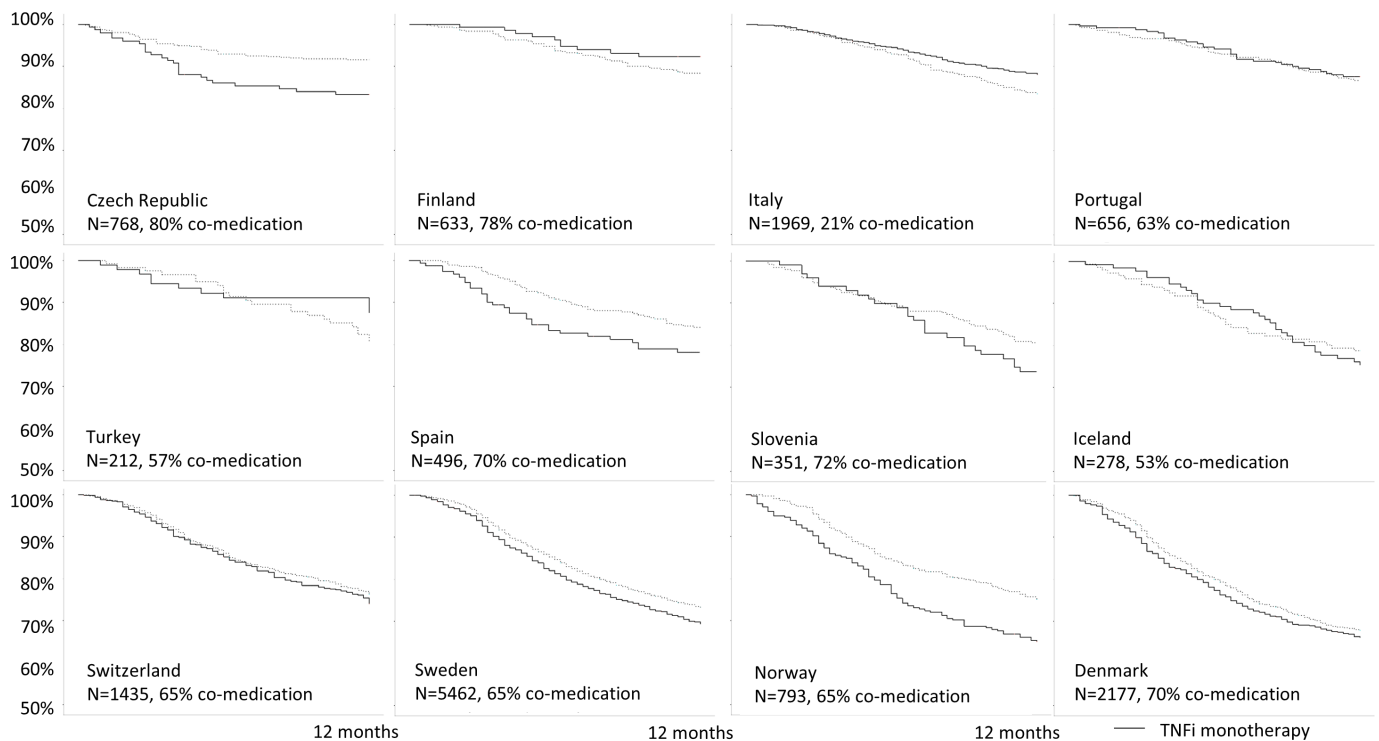 100%
90%
80%
70%
60%
50%
Czech Republic
N=768, 80% co-medication
Finland
N=633, 78% co-medication
Italy
N=1969, 21% co-medication
Portugal
N=656, 63% co-medication
100%
90%
80%
70%
60%
50%
Turkey
N=212, 57% co-medication
Spain
N=496, 70% co-medication
Slovenia
N=351, 72% co-medication
Iceland
N=278, 53% co-medication
100%
90%
80%
70%
60%
50%
Switzerland
N=1435, 65% co-medication
Sweden
N=5462, 65% co-medication
Norway
N=793, 65% co-medication
Denmark
N=2177, 70% co-medication
12 months
12 months
12 months
TNFi monotherapy